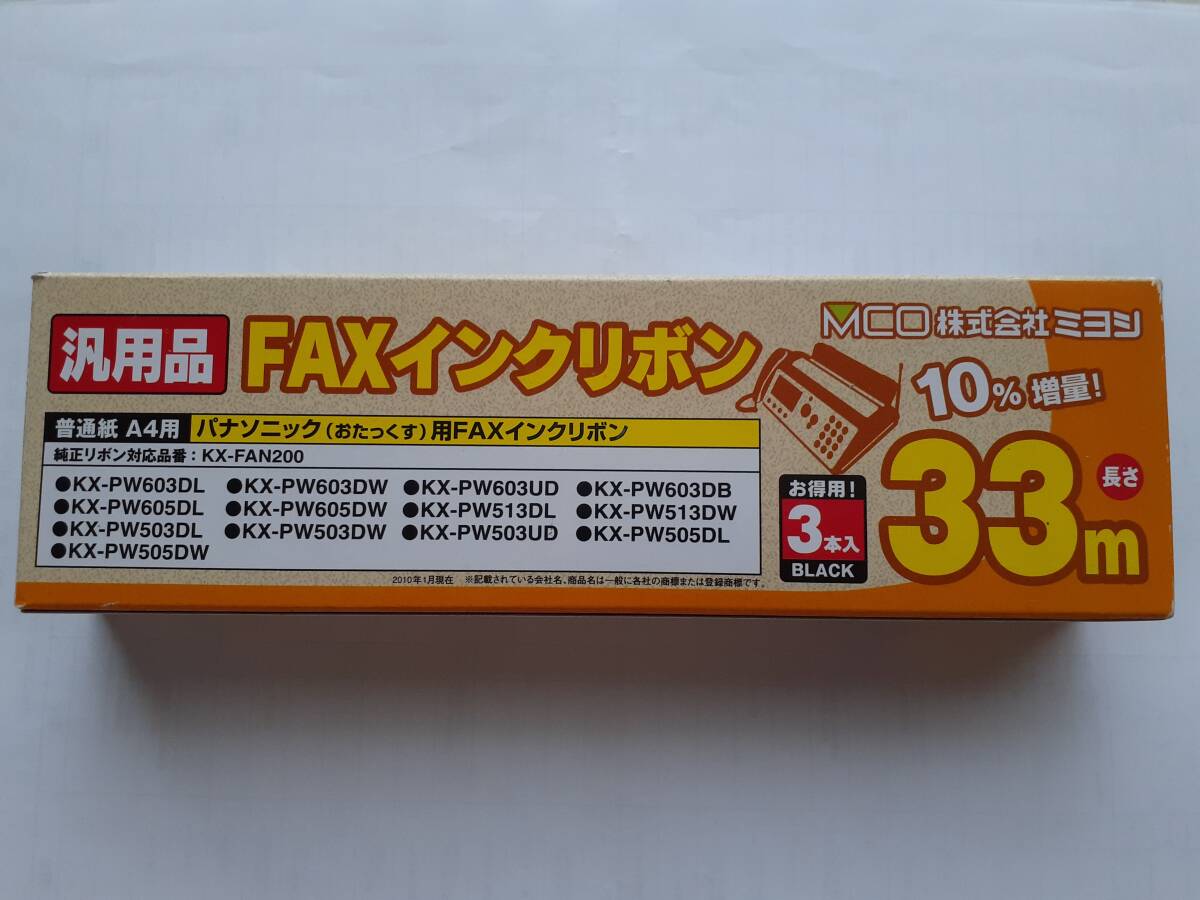 汎用品
FAXインクリボン
MCO 株式会社ミヨシ
10%増量!
普通紙 A4用 パナソニック(おたっくす)用FAXインクリボン
純正リボン対応品番:KX-FAN200
●KX-PW603DL ●KX-PW603DW ●KX-PW603UD ●KX-PW603DB
●KX-PW605DL ●KX-PW605DW ●KX-PW513DL ●KX-PW513DW
●KX-PW503DL ●KX-PW503DW ●KX-PW503UD ●KX-PW505DL
●KX-PW505DW
お得用!
3本入
BLACK
長さ
33m
2010年1月現在 ※記載されている会社名、商品名は一般に各社の商標または登録商標です。